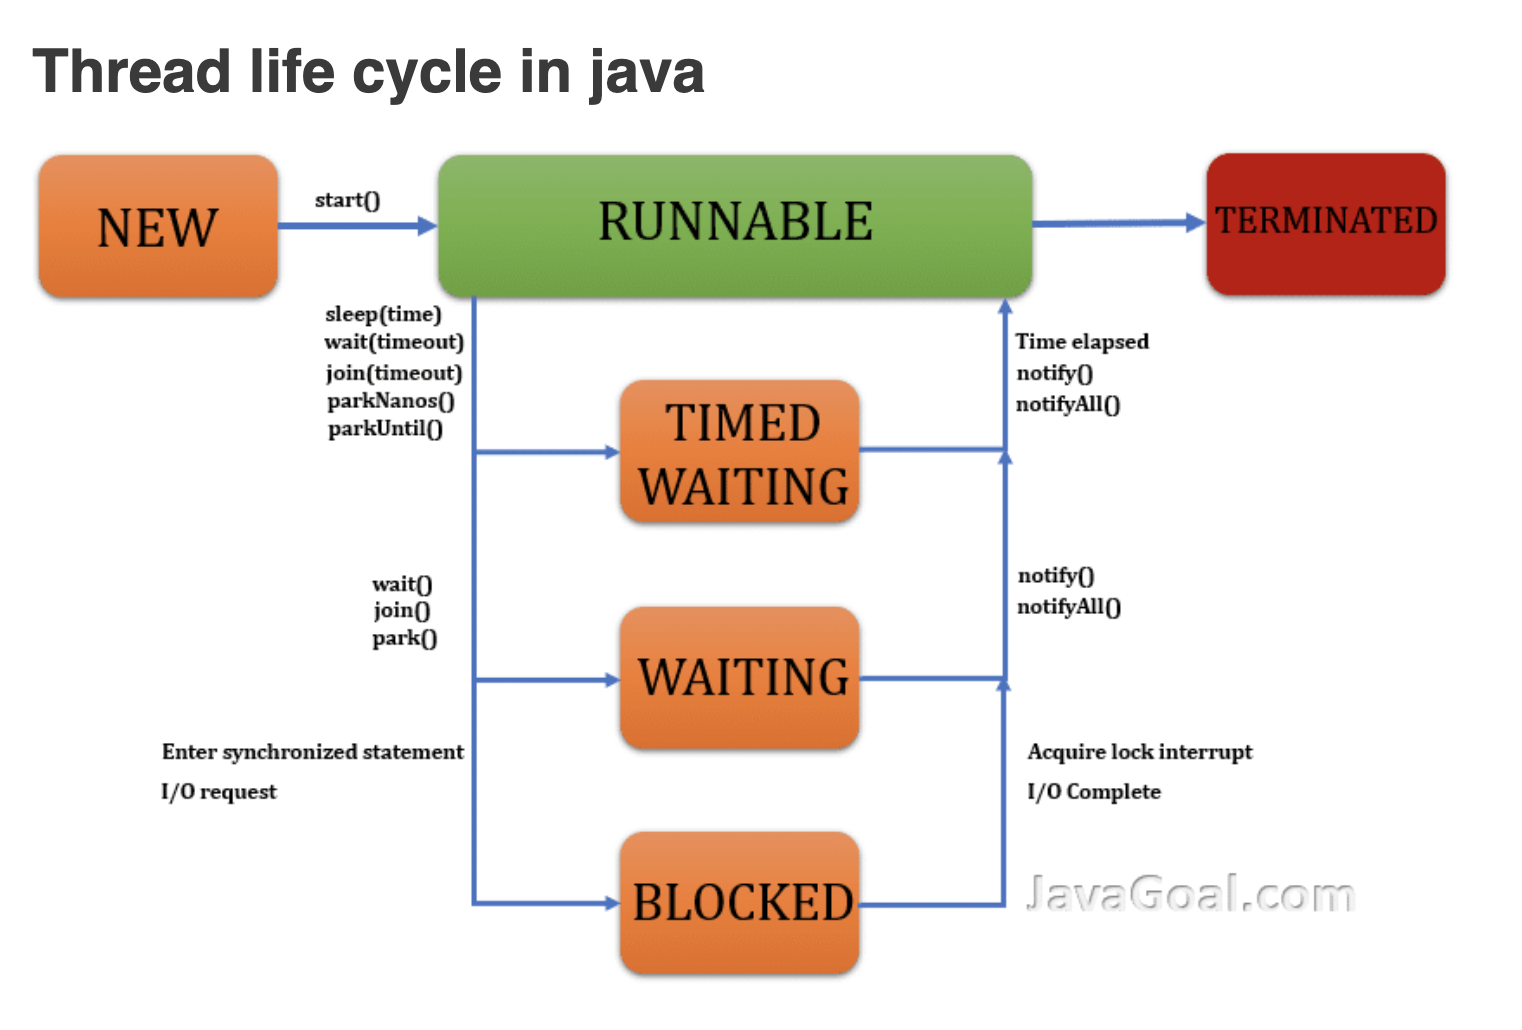 Thread life cycle in java
NEW
start()
RUNNABLE
TERMINATED
sleep(time)
wait(timeout)
join(timeout)
parkNanos()
parkUntil()
Time elapsed
notify()
notifyAll()
TIMED
WAITING
wait()
join()
park()
notify()
notifyAll()
WAITING
Enter synchronized statement
I/O request
Acquire lock interrupt
I/O Complete
BLOCKED
JavaGoal.com